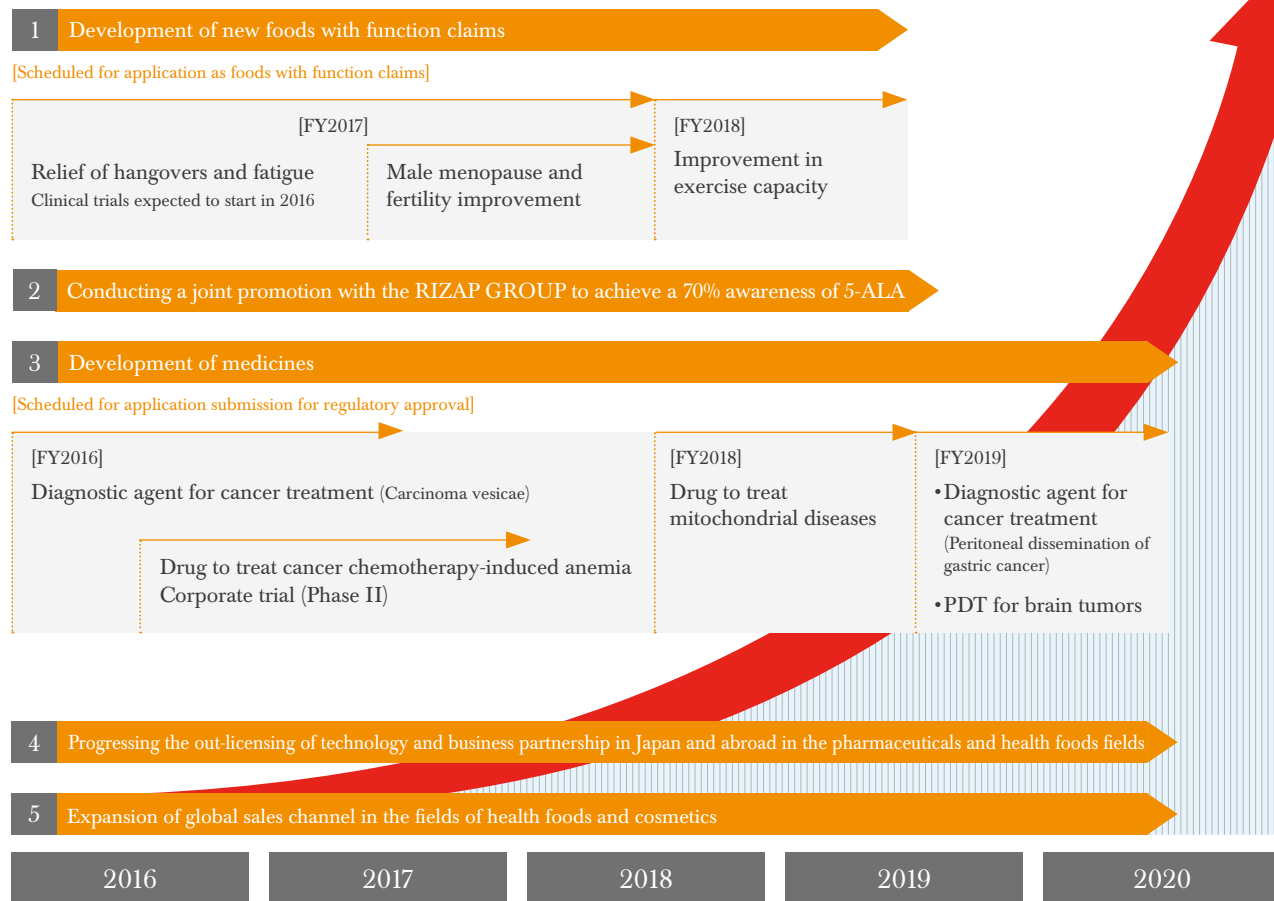 1 Development of new foods with function claims
[Scheduled for application as foods with function claims]
[FY2017]
Relief of hangovers and fatigue
Clinical trials expected to start in 2016
Male menopause and
fertility improvement
[FY2018]
Improvement in
exercise capacity
2 Conducting a joint promotion with the RIZAP GROUP to achieve a 70% awareness of 5-ALA
3 Development of medicines
[Scheduled for application submission for regulatory approval]
[FY2016]
Diagnostic agent for cancer treatment (Carcinoma vesicae)
Drug to treat cancer chemotherapy-induced anemia
Corporate trial (Phase II)
[FY2018]
Drug to treat
mitochondrial diseases
[FY2019]
•Diagnostic agent for
cancer treatment
(Peritoneal dissemination of
gastric cancer)
•PDT for brain tumors
4 Progressing the out-licensing of technology and business partnership in Japan and abroad in the pharmaceuticals and health foods fields
5 Expansion of global sales channel in the fields of health foods and cosmetics
2016 2017 2018 2019 2020